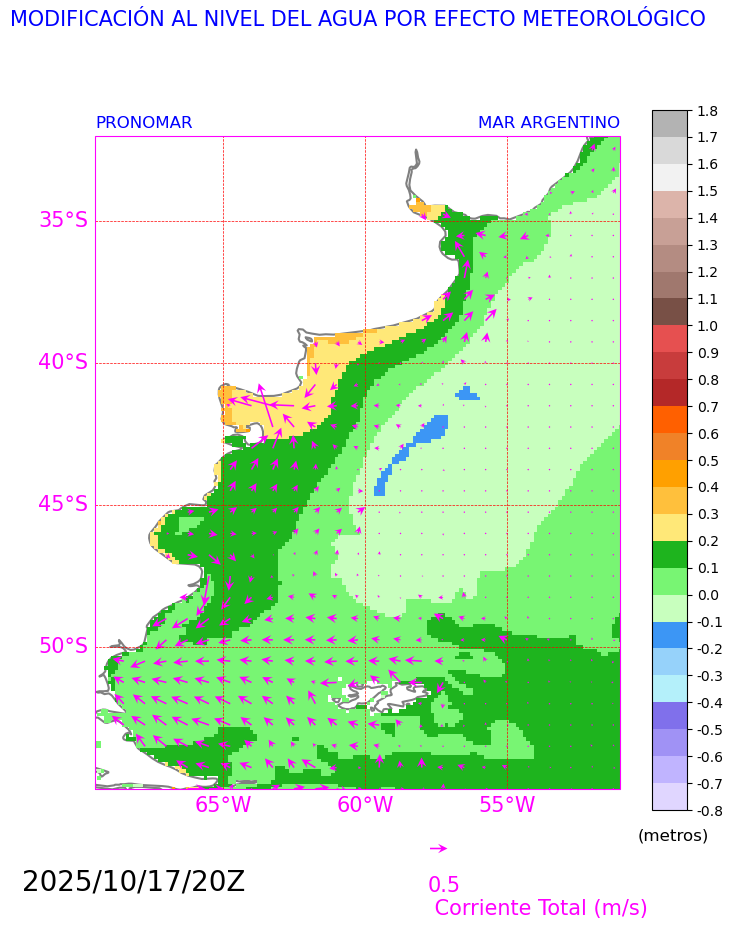 MODIFICACIÓN AL NIVEL DEL AGUA POR EFECTO METEOROLÓGICO
PRONOMAR MAR ARGENTINO
35°S
40°S
45°S
50°S
65°W 60°W 55°W
1.8
1.7
1.6
1.5
1.4
1.3
1.2
1.1
1.0
0.9
0.8
0.7
0.6
0.5
0.4
0.3
0.2
0.1
0.0
-0.1
-0.2
-0.3
-0.4
-0.5
-0.6
-0.7
-0.8
(metros)
2025/10/17/20Z
0.5
Corriente Total (m/s)